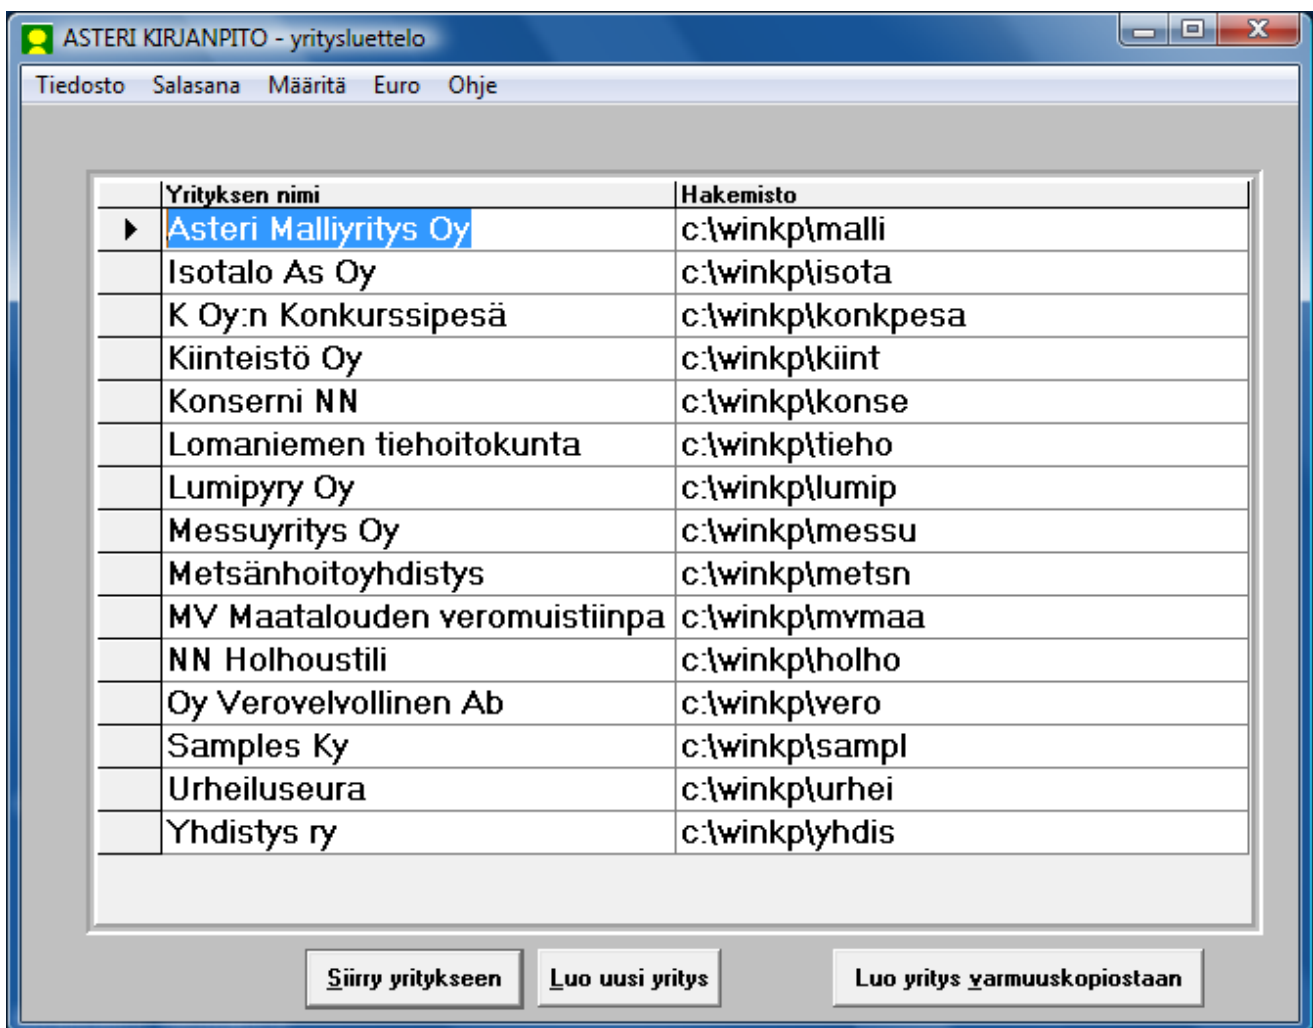 ASTERI KIRJANPITO - yritysluettelo
Tiedosto Salasana Määritä Euro Ohje
Yrityksen nimi Hakemisto
Asteri Malliyritys Oy c:\winkp\malli
Isotalo As Oy c:\winkp\isota
K Oy:n Konkurssipesä c:\winkp\konkpesa
Kiinteistö Oy c:\winkp\kiint
Konserni NN c:\winkp\konse
Lomaniemen tiehoitokunta c:\winkp\tieho
Lumipyry Oy c:\winkp\lumip
Messuyritys Oy c:\winkp\messu
Metsänhoitoyhdistys c:\winkp\metsn
MV Maatalouden veromuistiinpa c:\winkp\mvmaa
NN Holhoustili c:\winkp\holho
Oy Verovelvollinen Ab c:\winkp\vero
Samples Ky c:\winkp\sampl
Urheiluseura c:\winkp\urhei
Yhdistys ry c:\winkp\yhdis
Siirry yritykseen Luo uusi yritys Luo yritys varmuuskopiostaan